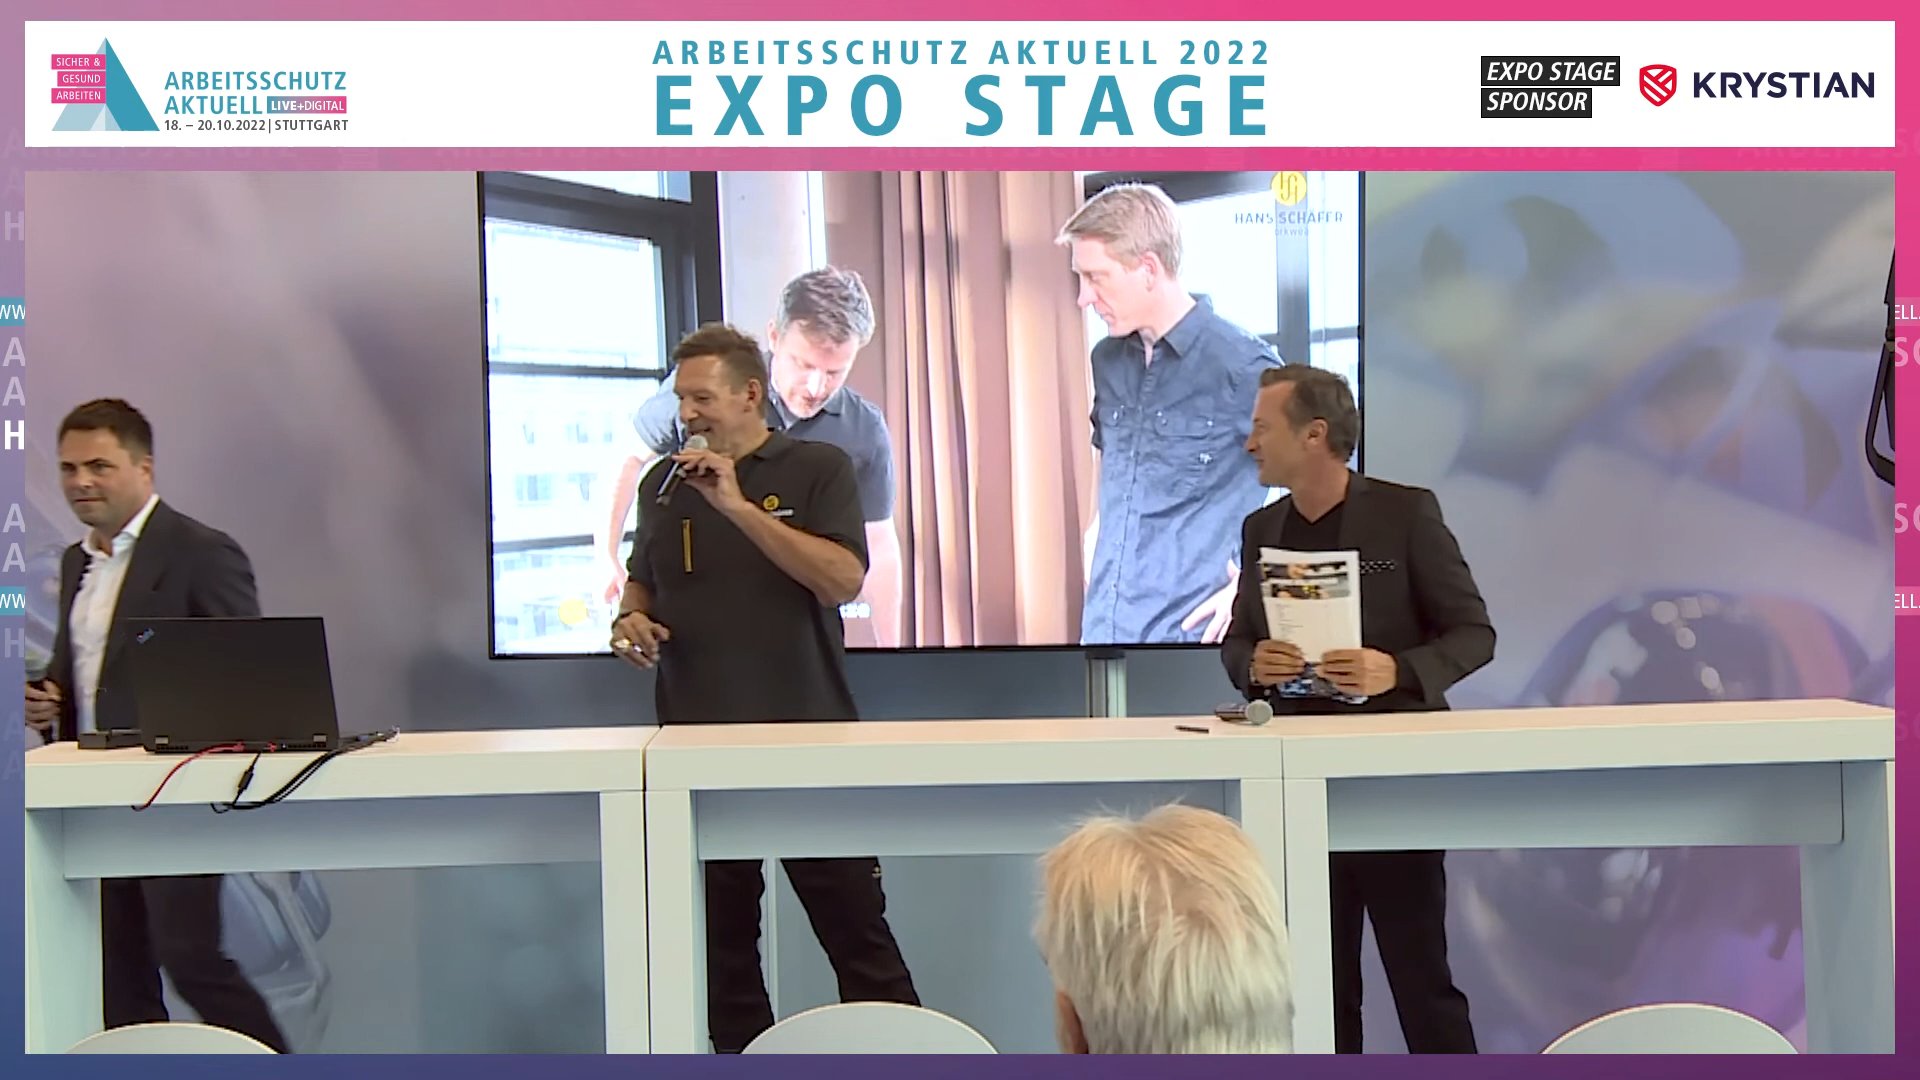 SICHER &
GESUND
ARBEITEN
ARBEITSSCHUTZ
AKTUELL LIVE+DIGITAL
18. – 20.10.2022 | STUTTGART
ARBEITSSCHUTZ AKTUELL 2022
EXPO STAGE
EXPO STAGE
SPONSOR
KRYSTIAN
HANS SCHÄFER